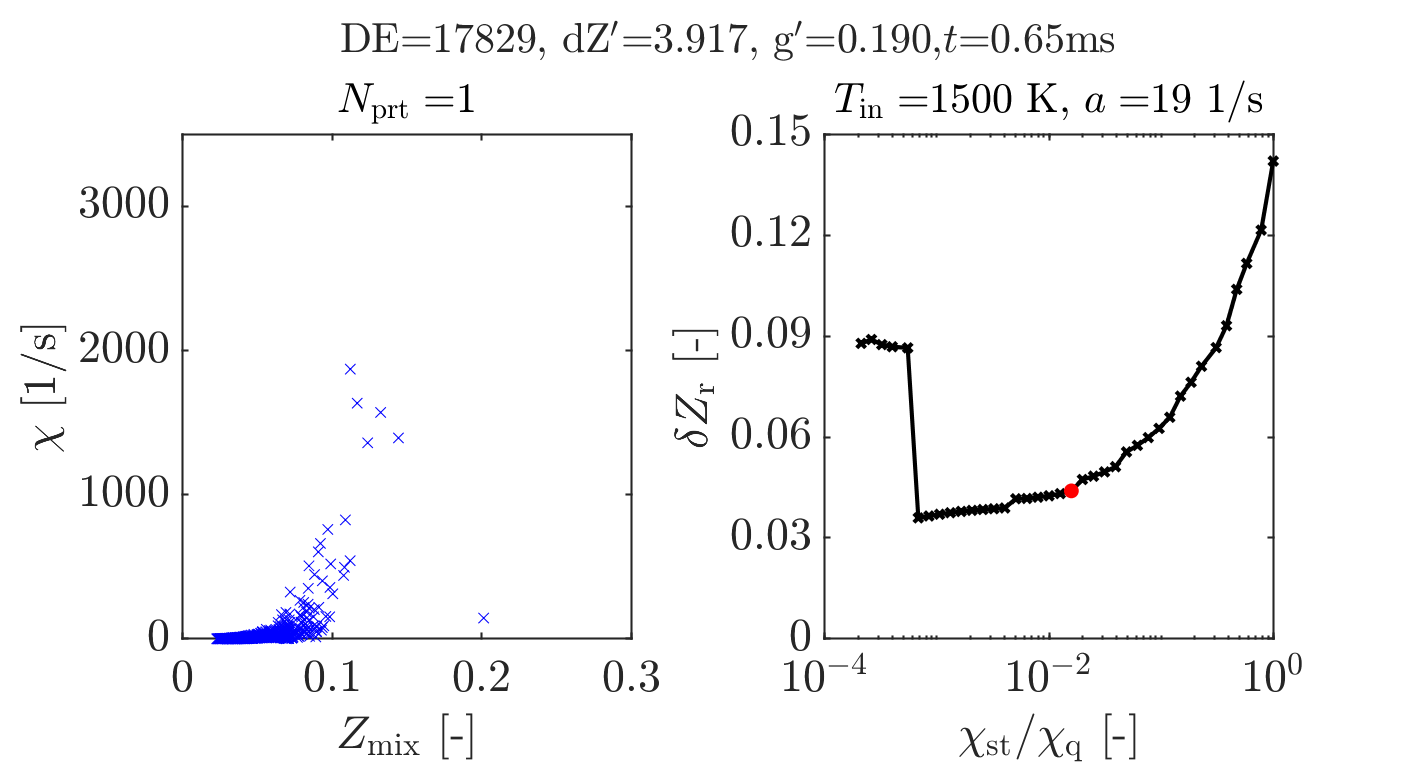 DE=17829, dZ′=3.917, g′=0.190,t=0.65ms
N_prt =1
χ [1/s]
3000
2000
1000
0
0 0.1 0.2 0.3
Z_mix [-]
T_in =1500 K, a =19 1/s
δZ_r [-]
0.15
0.12
0.09
0.06
0.03
0
10^−4 10^−2 10^0
χ_st/χ_q [-]